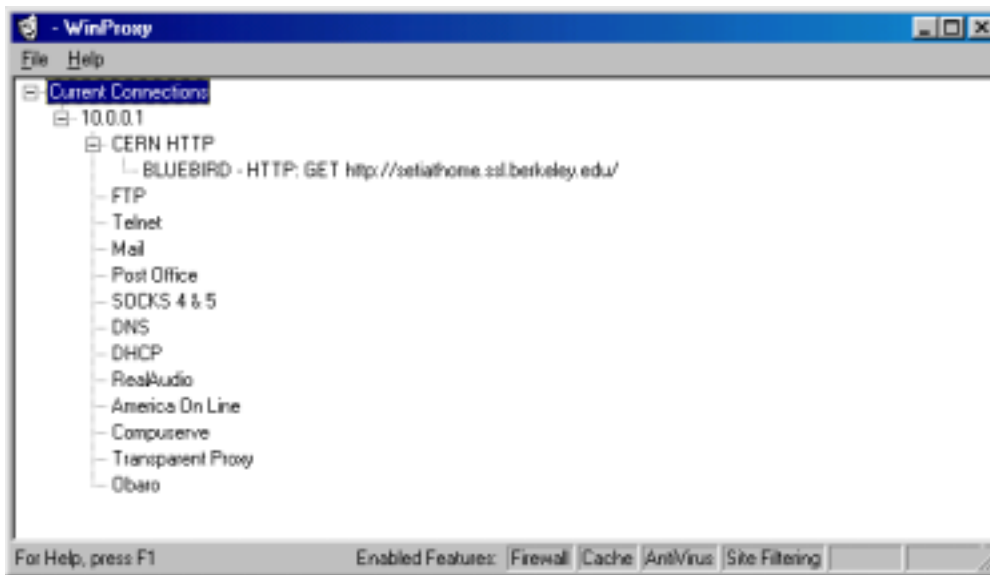 - WinProxy
File Help
Current Connections
10.0.0.1
CERN HTTP
BLUEBIRD - HTTP: GET http://setiathome.ssl.berkeley.edu/
FTP
Telnet
Mail
Post Office
SOCKS 4 & 5
DNS
DHCP
RealAudio
America On Line
Compuserve
Transparent Proxy
Obaro
For Help, press F1 Enabled Features: Firewall Cache AntiVirus Site Filtering